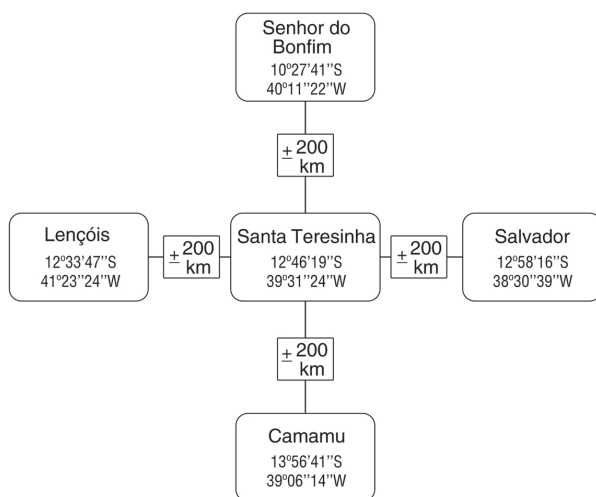 Senhor do
Bonfim
10º27’41’’S
40º11’’22’’W
± 200
km
Lençóis
12º33’47’’S
41º23’’24’’W
± 200
km
Santa Teresinha
12º46’19’’S
39º31’’24’’W
± 200
km
Salvador
12º58’16’’S
38º30’’39’’W
± 200
km
Camamu
13º56’41’’S
39º06’’14’’W